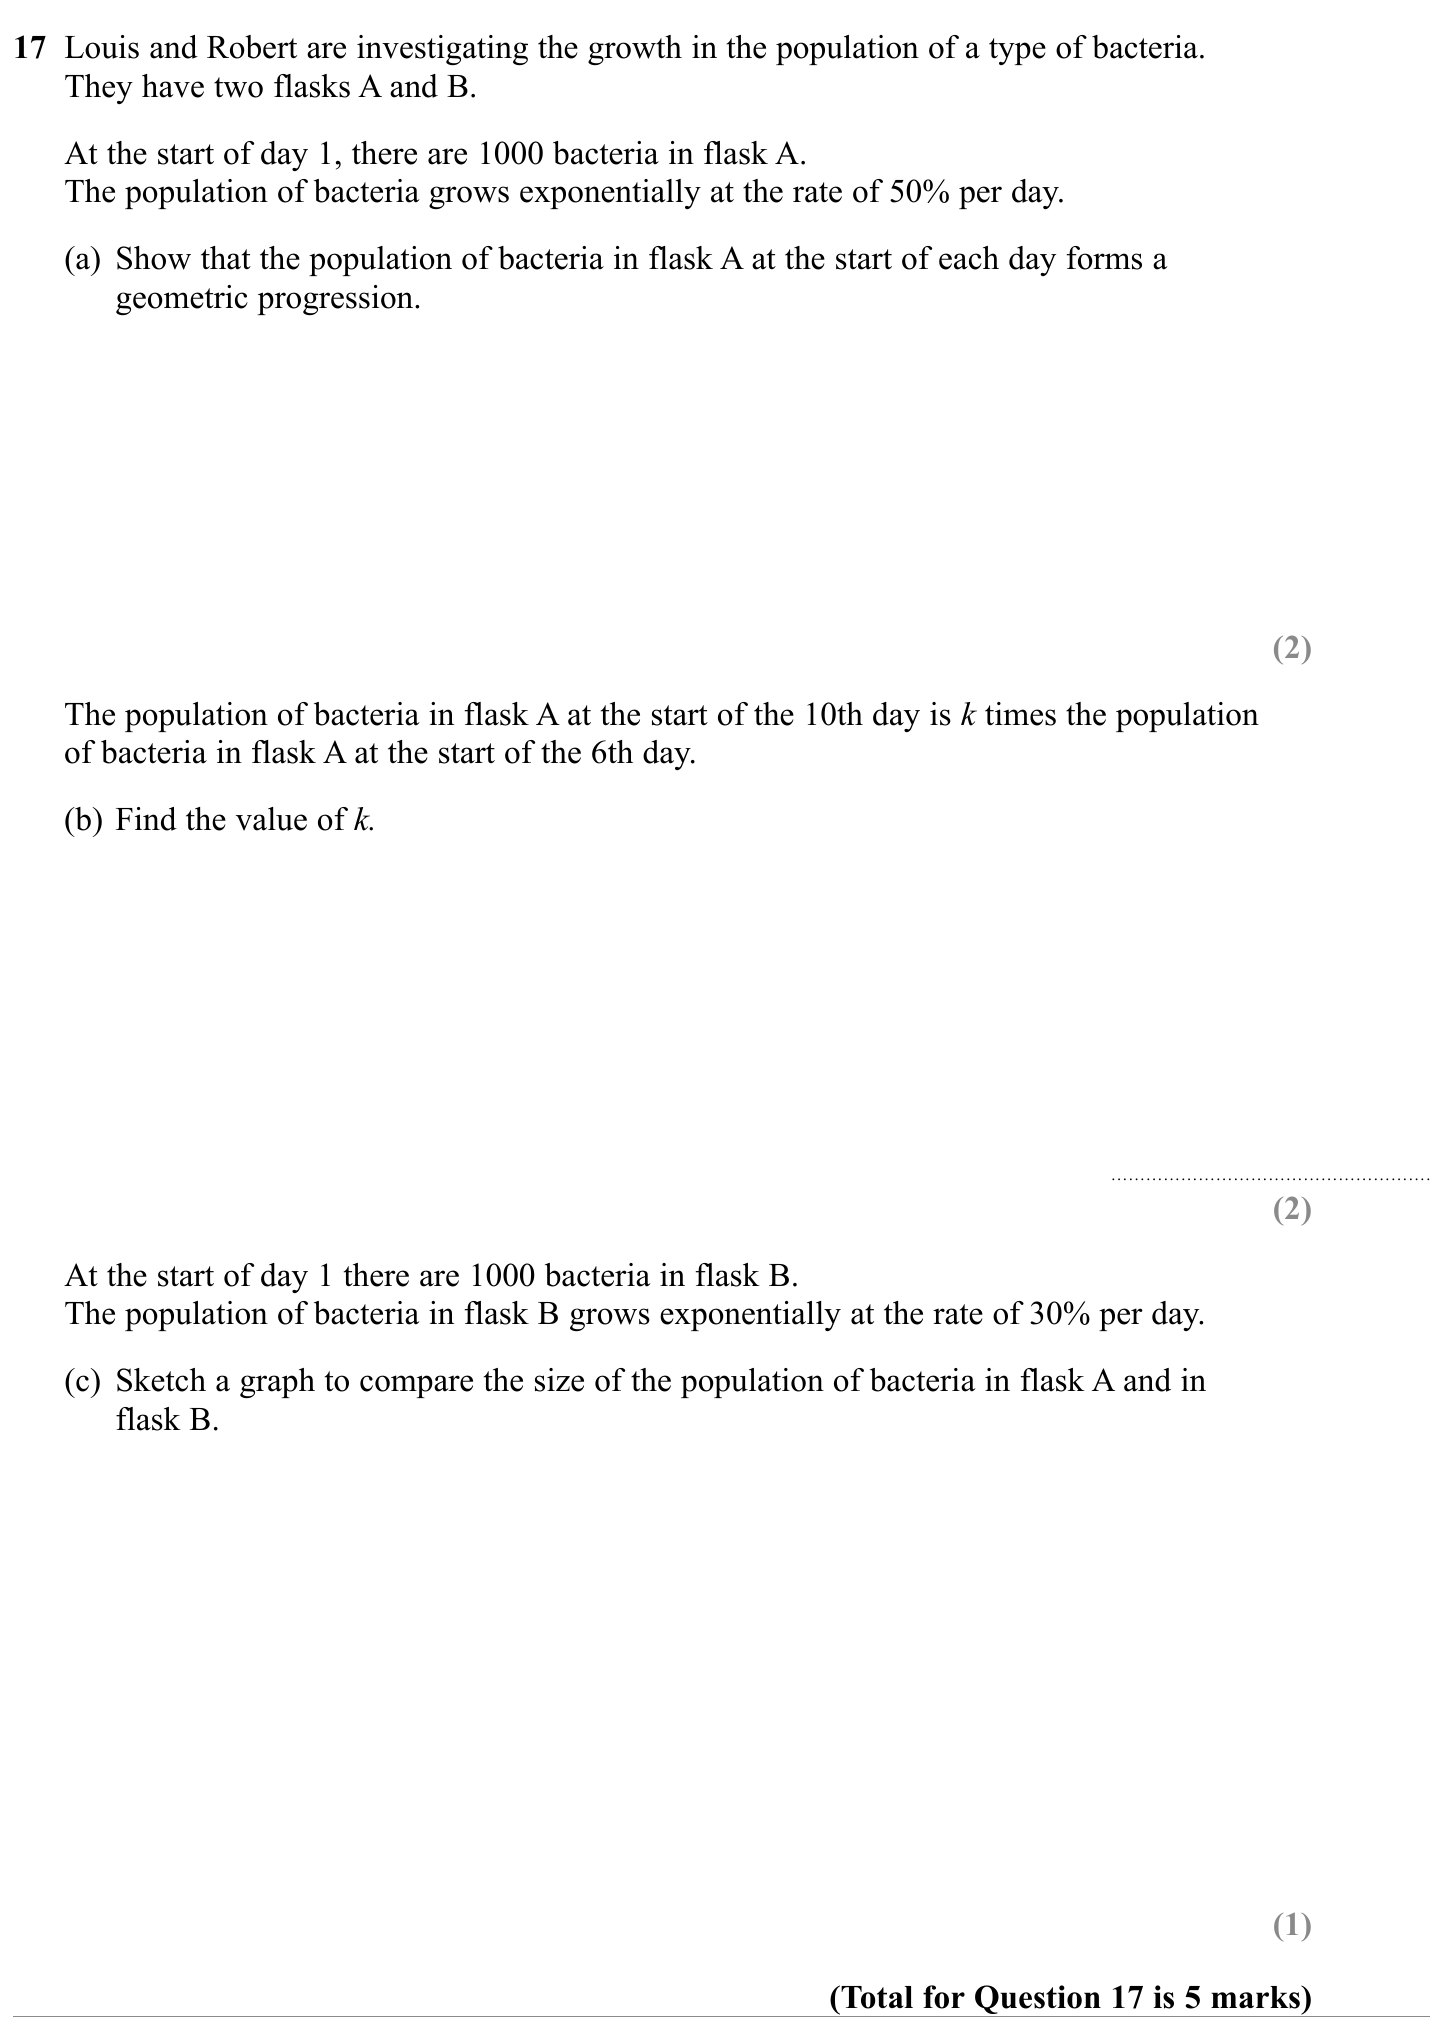 17 Louis and Robert are investigating the growth in the population of a type of bacteria.
They have two flasks A and B.
At the start of day 1, there are 1000 bacteria in flask A.
The population of bacteria grows exponentially at the rate of 50% per day.
(a) Show that the population of bacteria in flask A at the start of each day forms a
geometric progression.
(2)
The population of bacteria in flask A at the start of the 10th day is k times the population
of bacteria in flask A at the start of the 6th day.
(b) Find the value of k.
(2)
At the start of day 1 there are 1000 bacteria in flask B.
The population of bacteria in flask B grows exponentially at the rate of 30% per day.
(c) Sketch a graph to compare the size of the population of bacteria in flask A and in
flask B.
(1)
(Total for Question 17 is 5 marks)